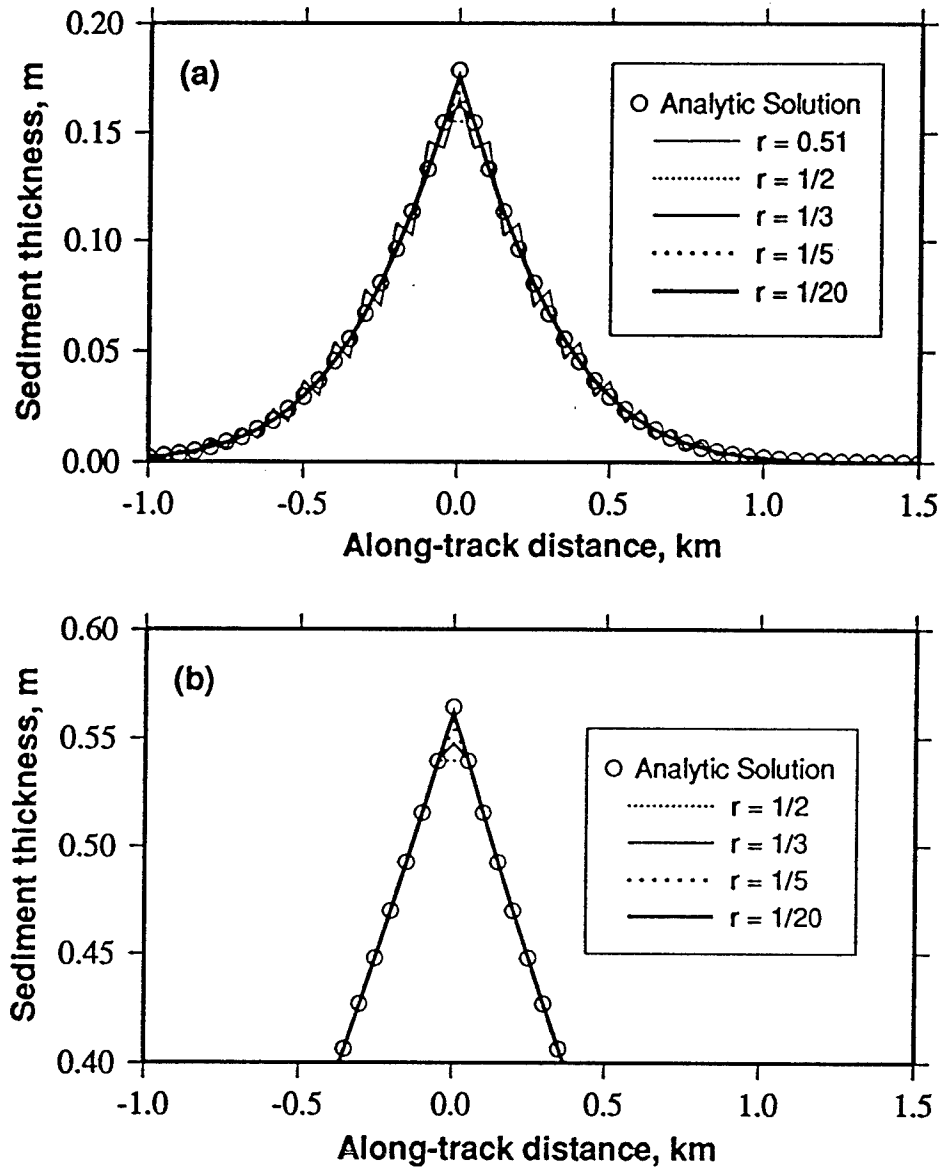 0.20
(a)
Analytic Solution
r = 0.51
r = 1/2
r = 1/3
r = 1/5
r = 1/20
0.15
0.10
0.05
0.00
Sediment thickness, m
-1.0
-0.5
0.0
0.5
1.0
1.5
Along-track distance, km
0.60
(b)
Analytic Solution
r = 1/2
r = 1/3
r = 1/5
r = 1/20
0.55
0.50
0.45
0.40
Sediment thickness, m
-1.0
-0.5
0.0
0.5
1.0
1.5
Along-track distance, km